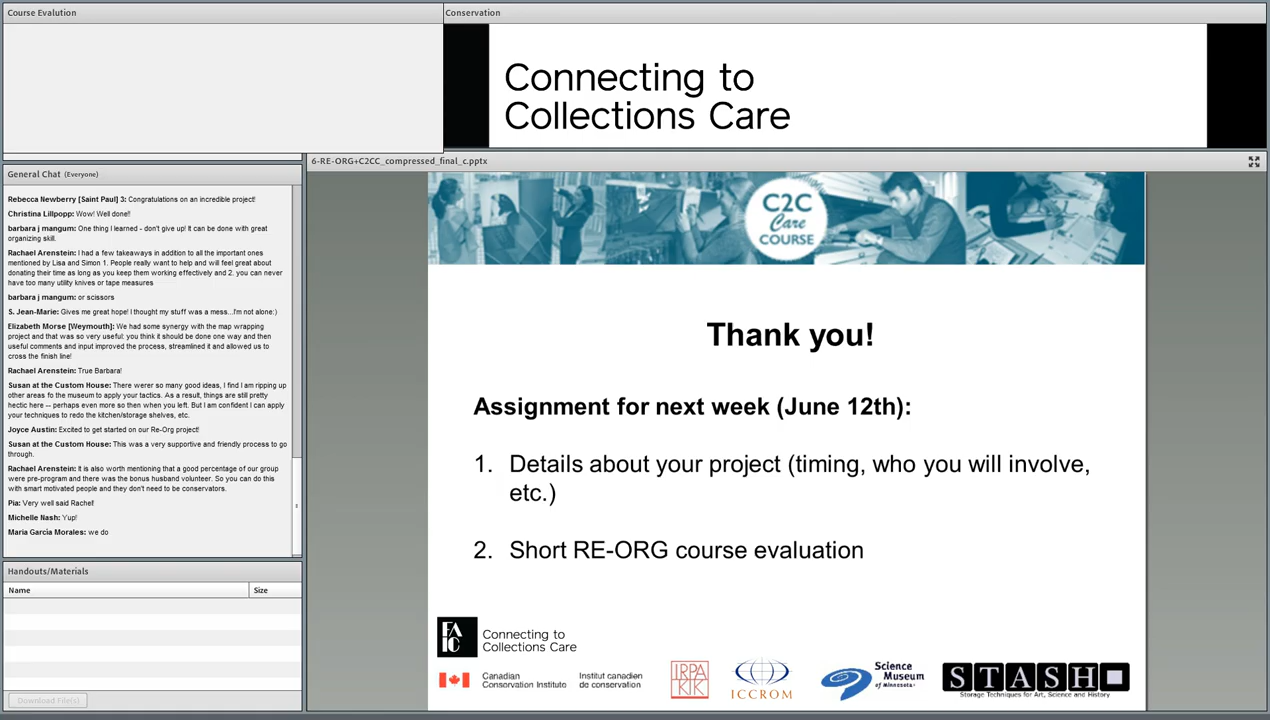 Course Evalution
Conservation
Connecting to
Collections Care
General Chat (Everyone)
Rebecca Newberry [Saint Paul] 3: Congratulations on an incredible project!
Christina Lillpopp: Wow! Well done!!
barbara j mangum: One thing I learned - don't give up! It can be done with great
organizing skill.
Rachael Arenstein: I had a few takeaways in addition to all the important ones
mentioned by Lisa and Simon 1. People really want to help and will feel great about
donating their time as long as you keep them working effectively and 2. you can never
have too many utility knives or tape measures
barbara j mangum: or scissors
S. Jean-Marie: Gives me great hope! I thought my stuff was a mess...I'm not alone:)
Elizabeth Morse [Weymouth]: We had some synergy with the map wrapping
project and that was so very useful: you think it should be done one way and then
useful comments and input improved the process, streamlined it and allowed us to
cross the finish line!
Rachael Arenstein: True Barbara!
Susan at the Custom House: There werer so many good ideas, I find I am ripping up
other areas fo the museum to apply your tactics. As a result, things are still pretty
hectic here -- perhaps even more so then when you left. But I am confident I can apply
your techniques to redo the kitchen/storage shelves, etc.
Joyce Austin: Excited to get started on our Re-Org project!
Susan at the Custom House: This was a very supportive and friendly process to go
through.
Rachael Arenstein: It is also worth mentioning that a good percentage of our group
were pre-program and there was the bonus husband volunteer. So you can do this
with smart motivated people and they don't need to be conservators.
Pia: Very well said Rachel!
Michelle Nash: Yup!
Maria García Morales: we do
Handouts/Materials
Name Size
Download File(s)
6-RE-ORG+C2CC_compressed_final_c.pptx
C2C
Care
COURSE
Thank you!
Assignment for next week (June 12th):
1. Details about your project (timing, who you will involve,
etc.)
2. Short RE-ORG course evaluation
FAIC
Connecting to
Collections Care
Canadian Conservation Institute
Institut canadien de conservation
IRPA
KIK
ICCROM
Science
Museum
of Minnesota
STASH
Storage Techniques for Art, Science and History